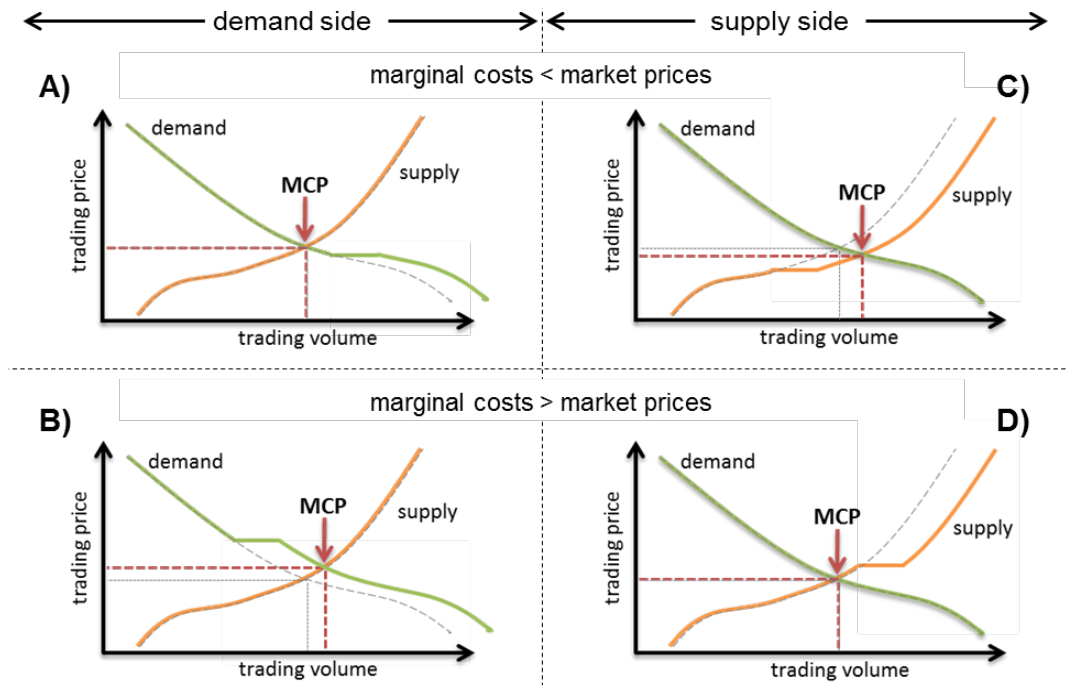 demand side
supply side
marginal costs < market prices
A)
C)
demand
supply
MCP
trading price
trading volume
demand
supply
MCP
trading price
trading volume
marginal costs > market prices
B)
D)
demand
supply
MCP
trading price
trading volume
demand
supply
MCP
trading price
trading volume